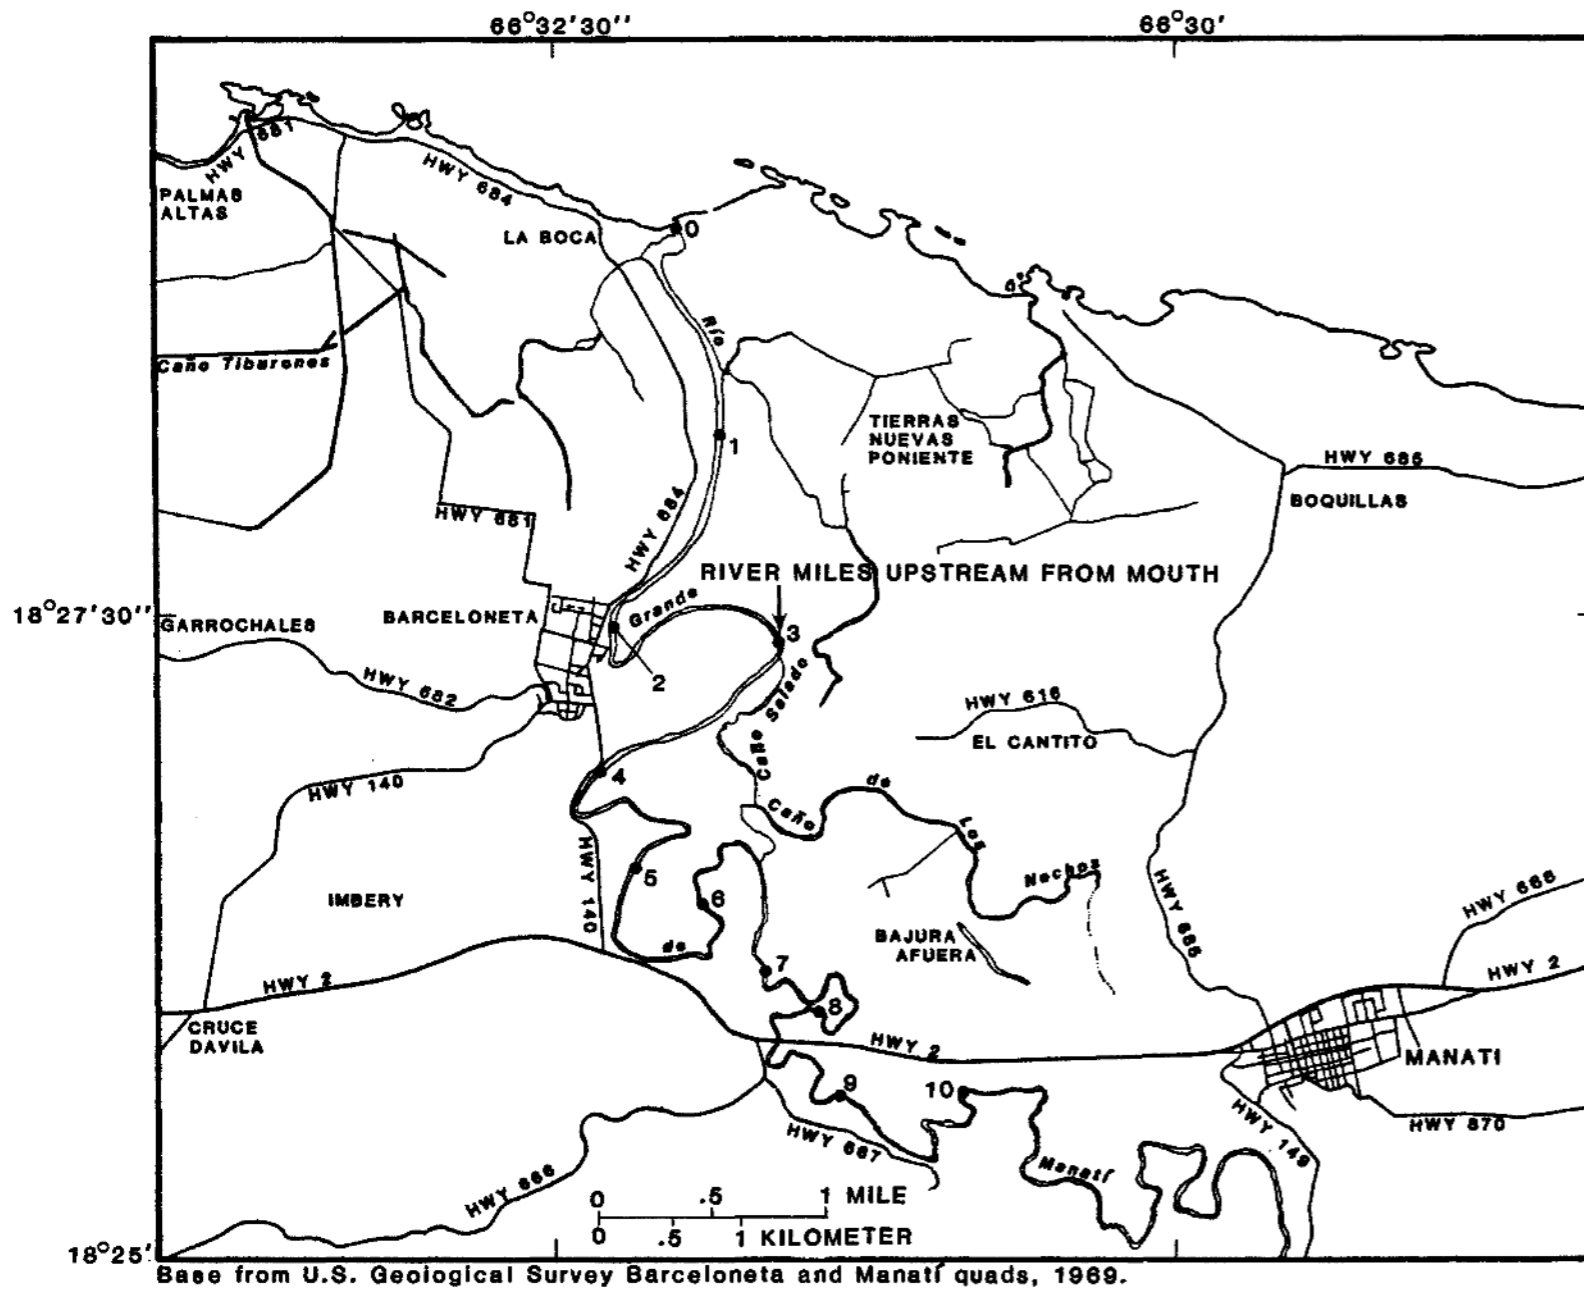 66°32'30''
66°30'
HWY 681
HWY 684
PALMAS
ALTAS
LA BOCA
0
Río
Caño Tiburones
1
TIERRAS
NUEVAS
PONIENTE
HWY 685
BOQUILLAS
HWY 681
HWY 684
RIVER MILES UPSTREAM FROM MOUTH
18°27'30''
GARROCHALES
BARCELONETA
Grande
3
2
HWY 682
Caño Salado
HWY 616
EL CANTITO
4
HWY 140
Caño
de
Los
Nachos
HWY 140
5
6
IMBERY
de
BAJURA
AFUERA
HWY 685
HWY 668
7
8
HWY 2
HWY 2
CRUCE
DAVILA
HWY 2
MANATI
9
10
HWY 149
HWY 670
HWY 667
Manatí
HWY 666
0 .5 1 MILE
0 .5 1 KILOMETER
18°25'
Base from U.S. Geological Survey Barceloneta and Manatí quads, 1969.